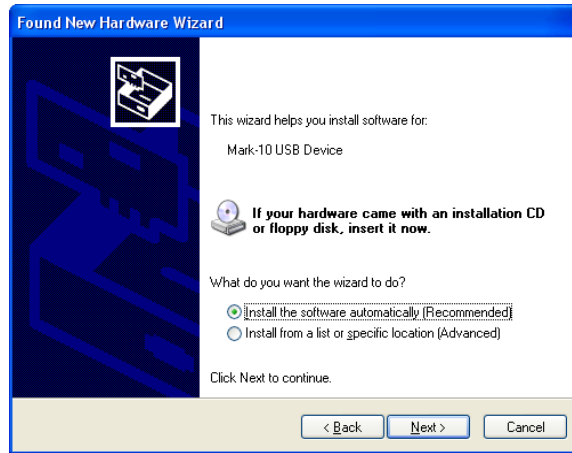 Found New Hardware Wizard
This wizard helps you install software for:
Mark-10 USB Device
If your hardware came with an installation CD
or floppy disk, insert it now.
What do you want the wizard to do?
Install the software automatically (Recommended)
Install from a list or specific location (Advanced)
Click Next to continue.
< Back Next > Cancel